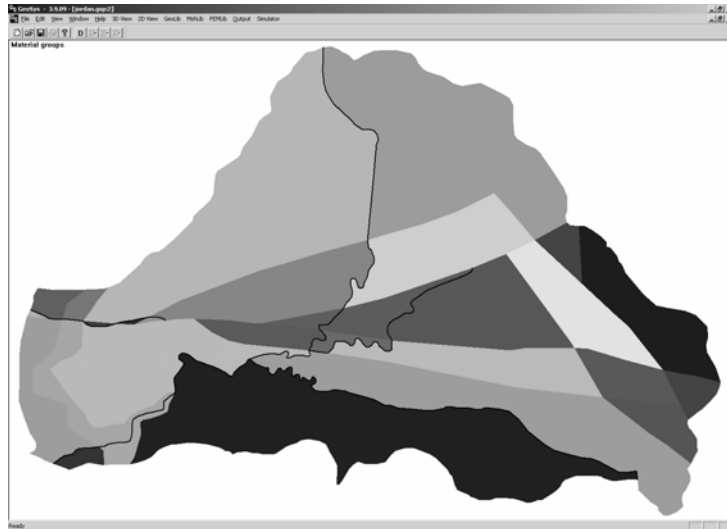 GeoSys - 3.9.09 - [jordan.gsp:2]
File Edit View Window Help 3D-View 2D-View GeoLib MshLib FEMLib Output Simulator
D
Material groups
Ready